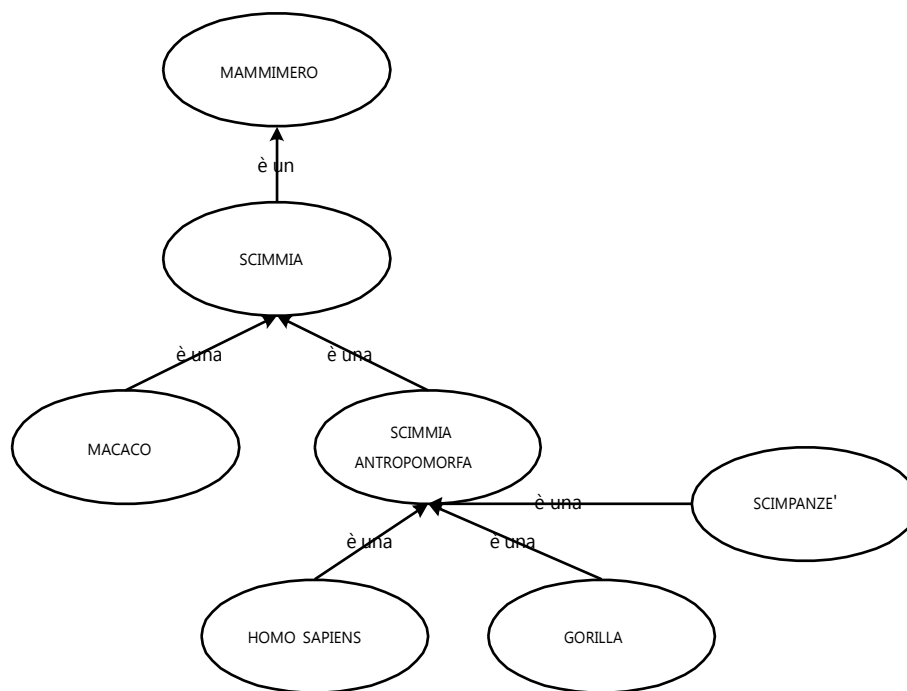 MAMMIMERO
è un
SCIMMIA
è una
è una
MACACO
SCIMMIA
ANTROPOMORFA
è una
SCIMPANZE'
è una
è una
HOMO SAPIENS
GORILLA